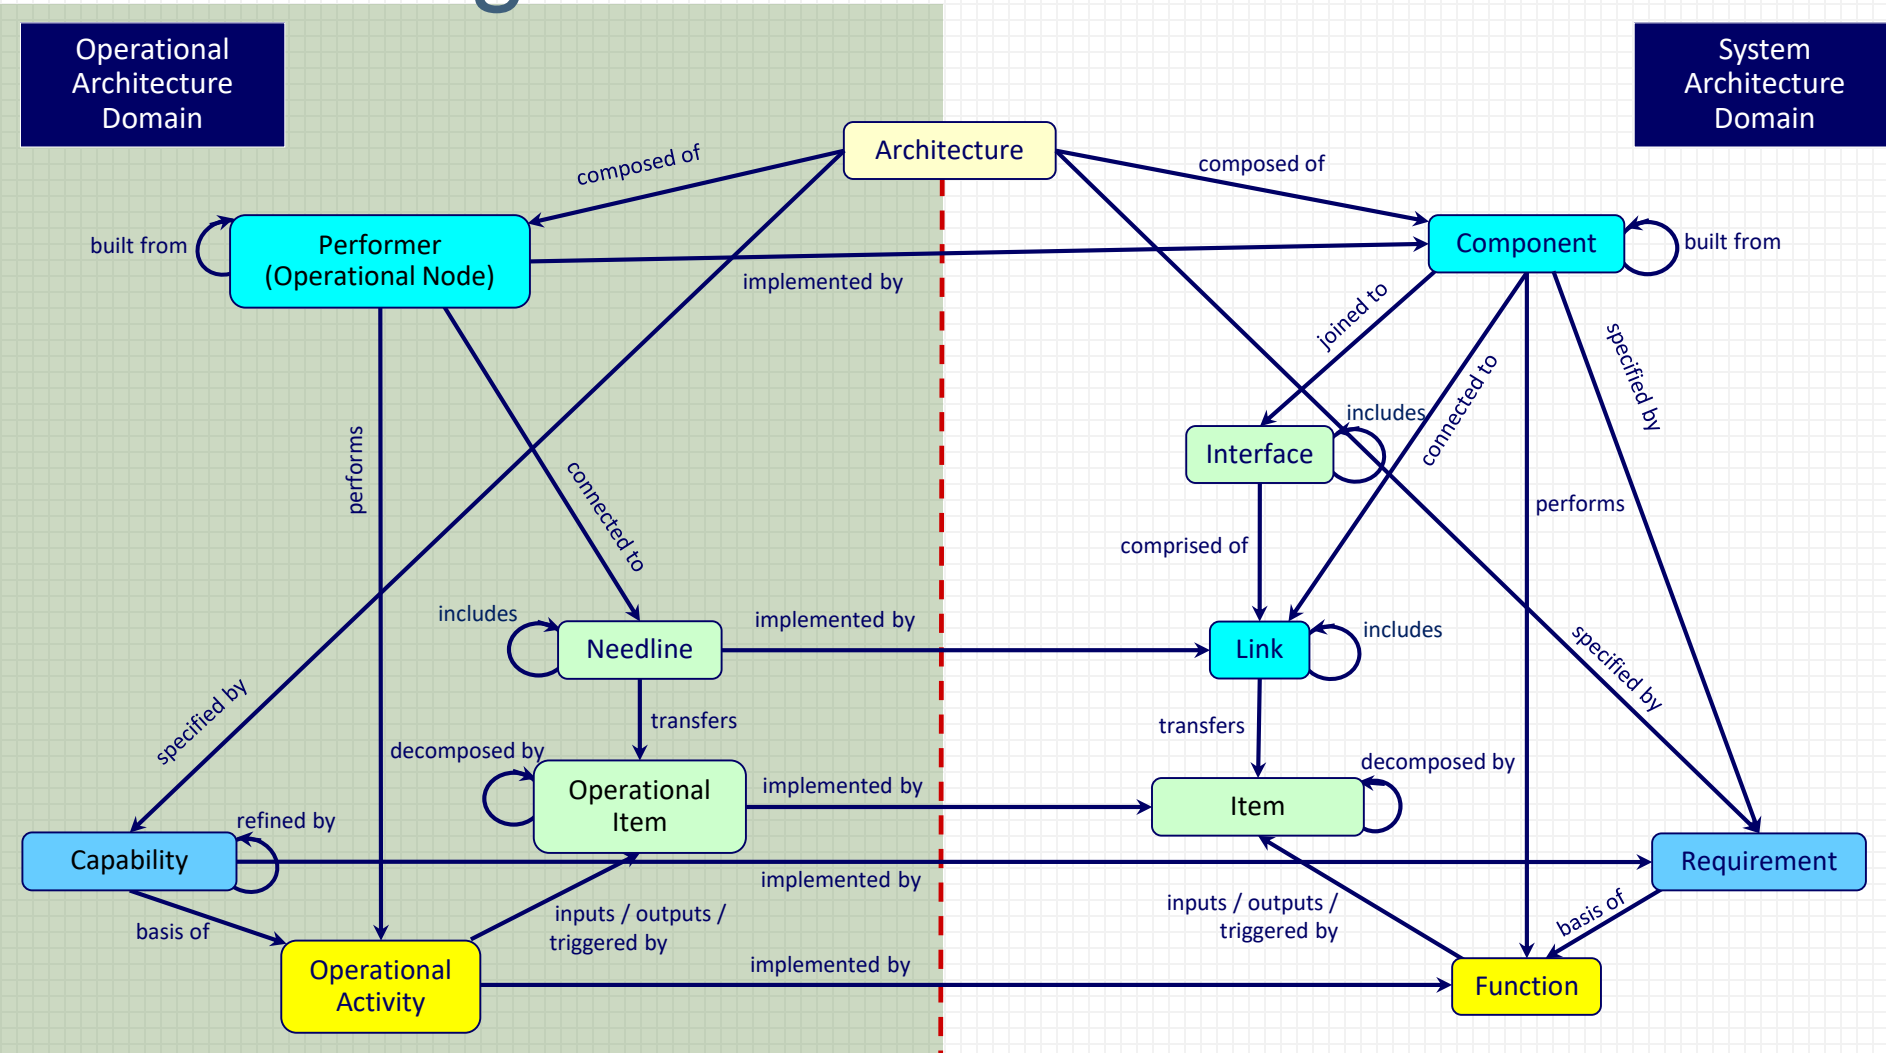 Operational
Architecture
Domain
System
Architecture
Domain
Architecture
composed of
composed of
built from
Performer
(Operational Node)
Component
built from
implemented by
joined to
specified by
includes
connected to
Interface
performs
connected to
performs
comprised of
includes
Needline
implemented by
Link
includes
specified by
specified by
transfers
transfers
decomposed by
Operational
Item
implemented by
Item
decomposed by
refined by
Capability
implemented by
Requirement
basis of
inputs / outputs /
triggered by
inputs / outputs /
triggered by
basis of
Operational
Activity
implemented by
Function